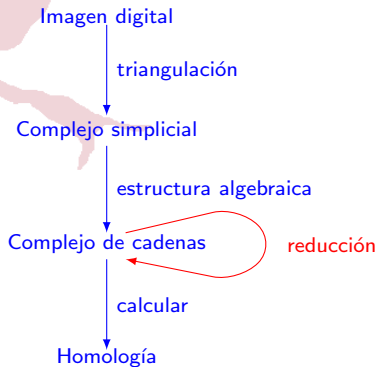 Imagen digital
triangulación
Complejo simplicial
estructura algebraica
Complejo de cadenas
reducción
calcular
Homología